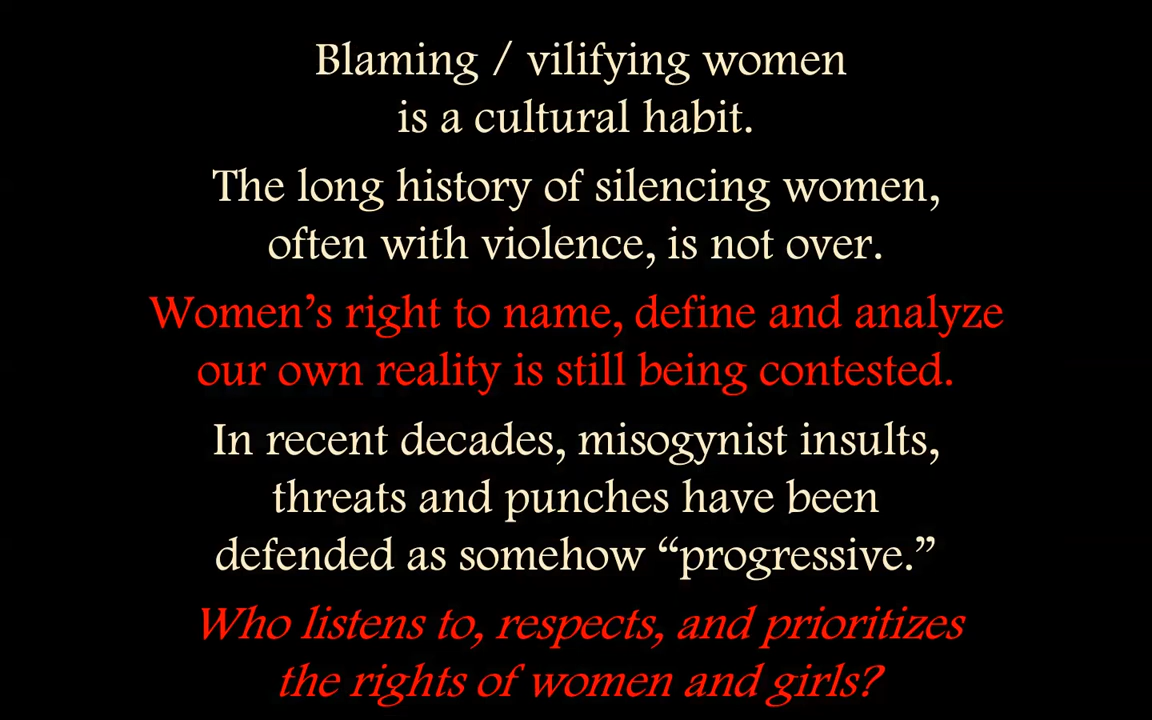 Blaming / vilifying women
is a cultural habit.
The long history of silencing women,
often with violence, is not over.
Women’s right to name, define and analyze
our own reality is still being contested.
In recent decades, misogynist insults,
threats and punches have been
defended as somehow “progressive.”
Who listens to, respects, and prioritizes
the rights of women and girls?